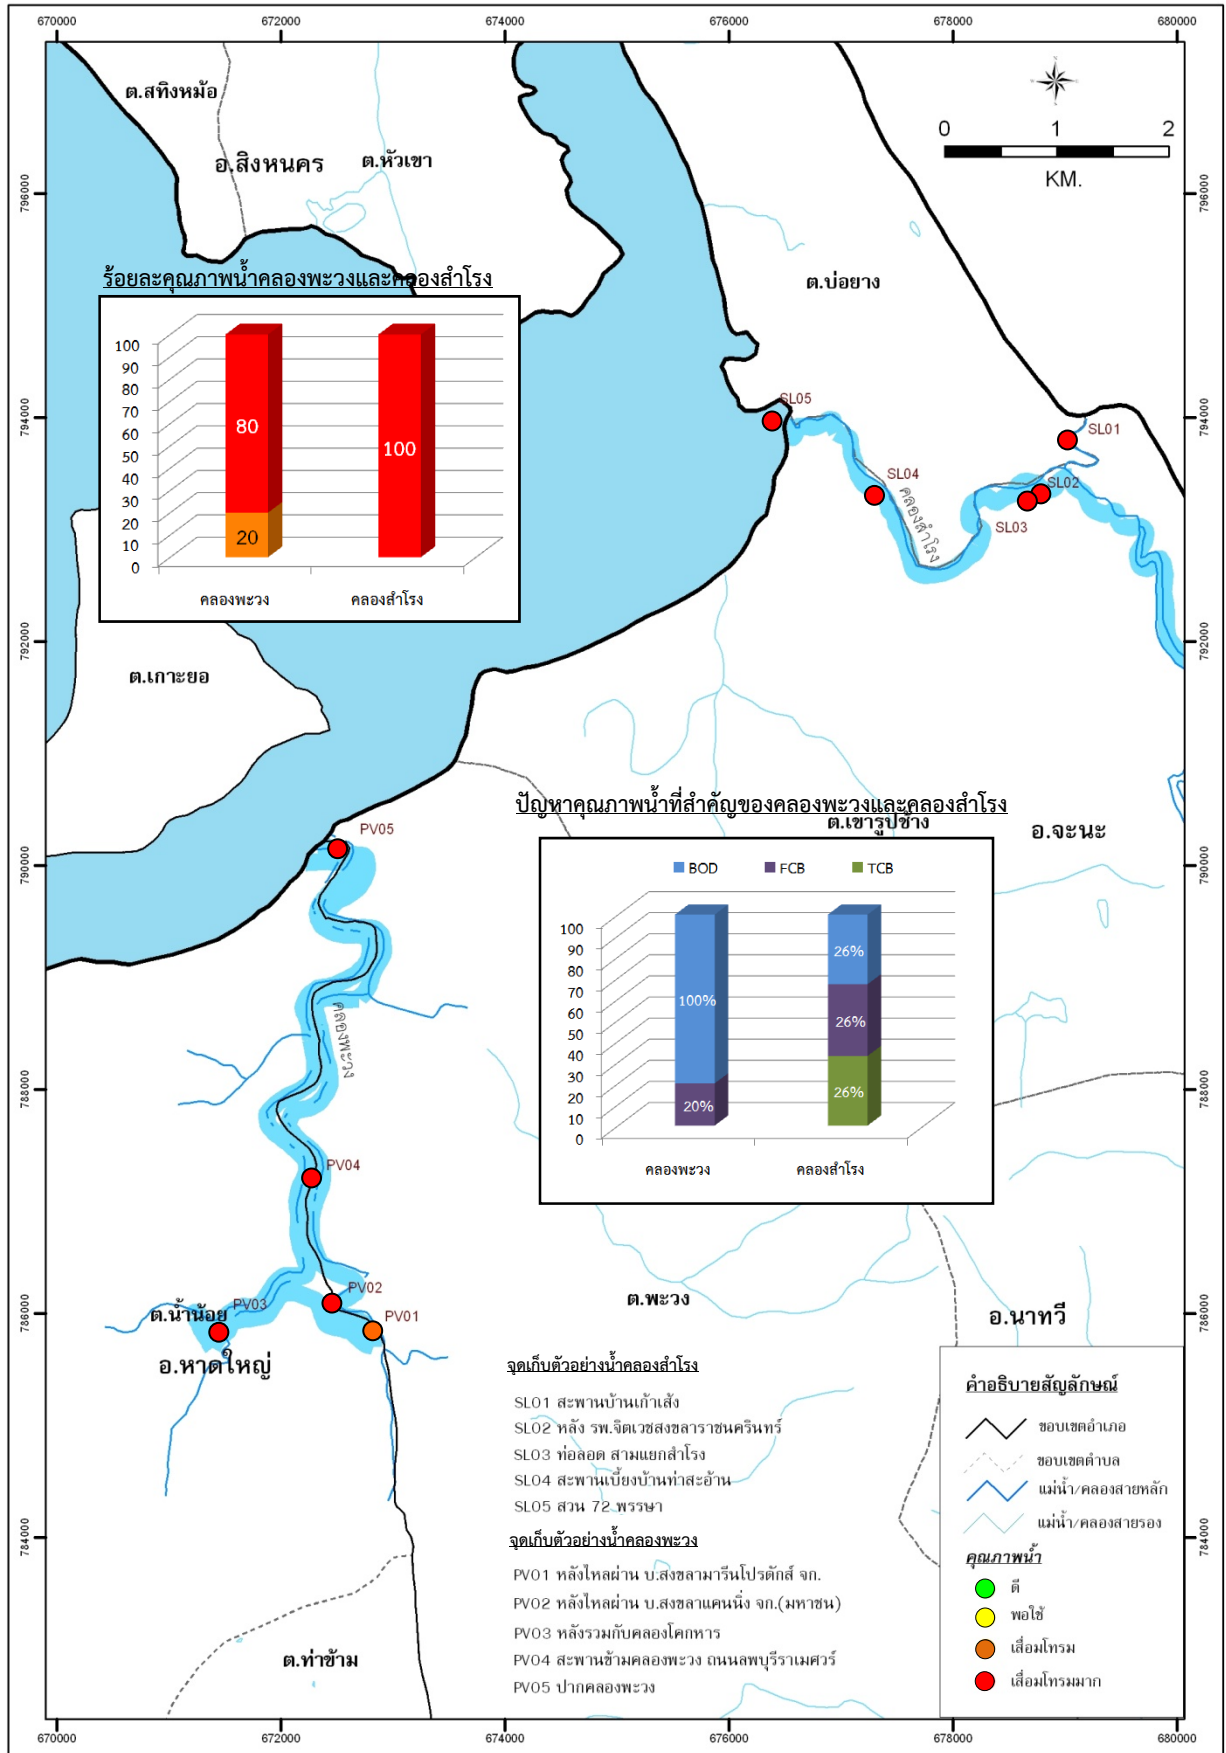 670000 672000 674000 676000 678000 680000
ต.สทิงหม้อ
อ.สิงหนคร
ต.หัวเขา
0 1 2
KM.
796000
796000
ต.บ่อยาง
ร้อยละคุณภาพน้ำคลองพะวงและคลองสำโรง
100
90
80
70
60
50
40
30
20
10
0
80
20
100
คลองพะวง คลองสำโรง
794000
794000
SL05
SL01
SL04
SL02
SL03
คลองสำโรง
792000
792000
ต.เกาะยอ
ปัญหาคุณภาพน้ำที่สำคัญของคลองพะวงและคลองสำโรง
ต.เขารูปช้าง
อ.จะนะ
BOD FCB TCB
100
90
80
70
60
50
40
30
20
10
0
100%
20%
26%
26%
26%
คลองพะวง คลองสำโรง
790000
790000
PV05
คลองพะวง
788000
788000
PV04
PV02
PV03
PV01
ต.น้ำน้อย
อ.หาดใหญ่
786000
786000
ต.พะวง
อ.นาทวี
จุดเก็บตัวอย่างน้ำคลองสำโรง
SL01 สะพานบ้านเก้าเส้ง
SL02 หลัง รพ.จิตเวชสงขลาราชนครินทร์
SL03 ท่อลอด สามแยกสำโรง
SL04 สะพานเบี่ยงบ้านท่าสะอ้าน
SL05 สวน 72 พรรษา
จุดเก็บตัวอย่างน้ำคลองพะวง
PV01 หลังไหลผ่าน บ.สงขลามารีนโปรดักส์ จก.
PV02 หลังไหลผ่าน บ.สงขลาแคนนิ่ง จก.(มหาชน)
PV03 หลังรวมกับคลองโคกหาร
PV04 สะพานข้ามคลองพะวง ถนนลพบุรีราเมศวร์
PV05 ปากคลองพะวง
คำอธิบายสัญลักษณ์
ขอบเขตอำเภอ
ขอบเขตตำบล
แม่น้ำ/คลองสายหลัก
แม่น้ำ/คลองสายรอง
คุณภาพน้ำ
ดี
พอใช้
เสื่อมโทรม
เสื่อมโทรมมาก
784000
784000
ต.ท่าข้าม
670000 672000 674000 676000 678000 680000